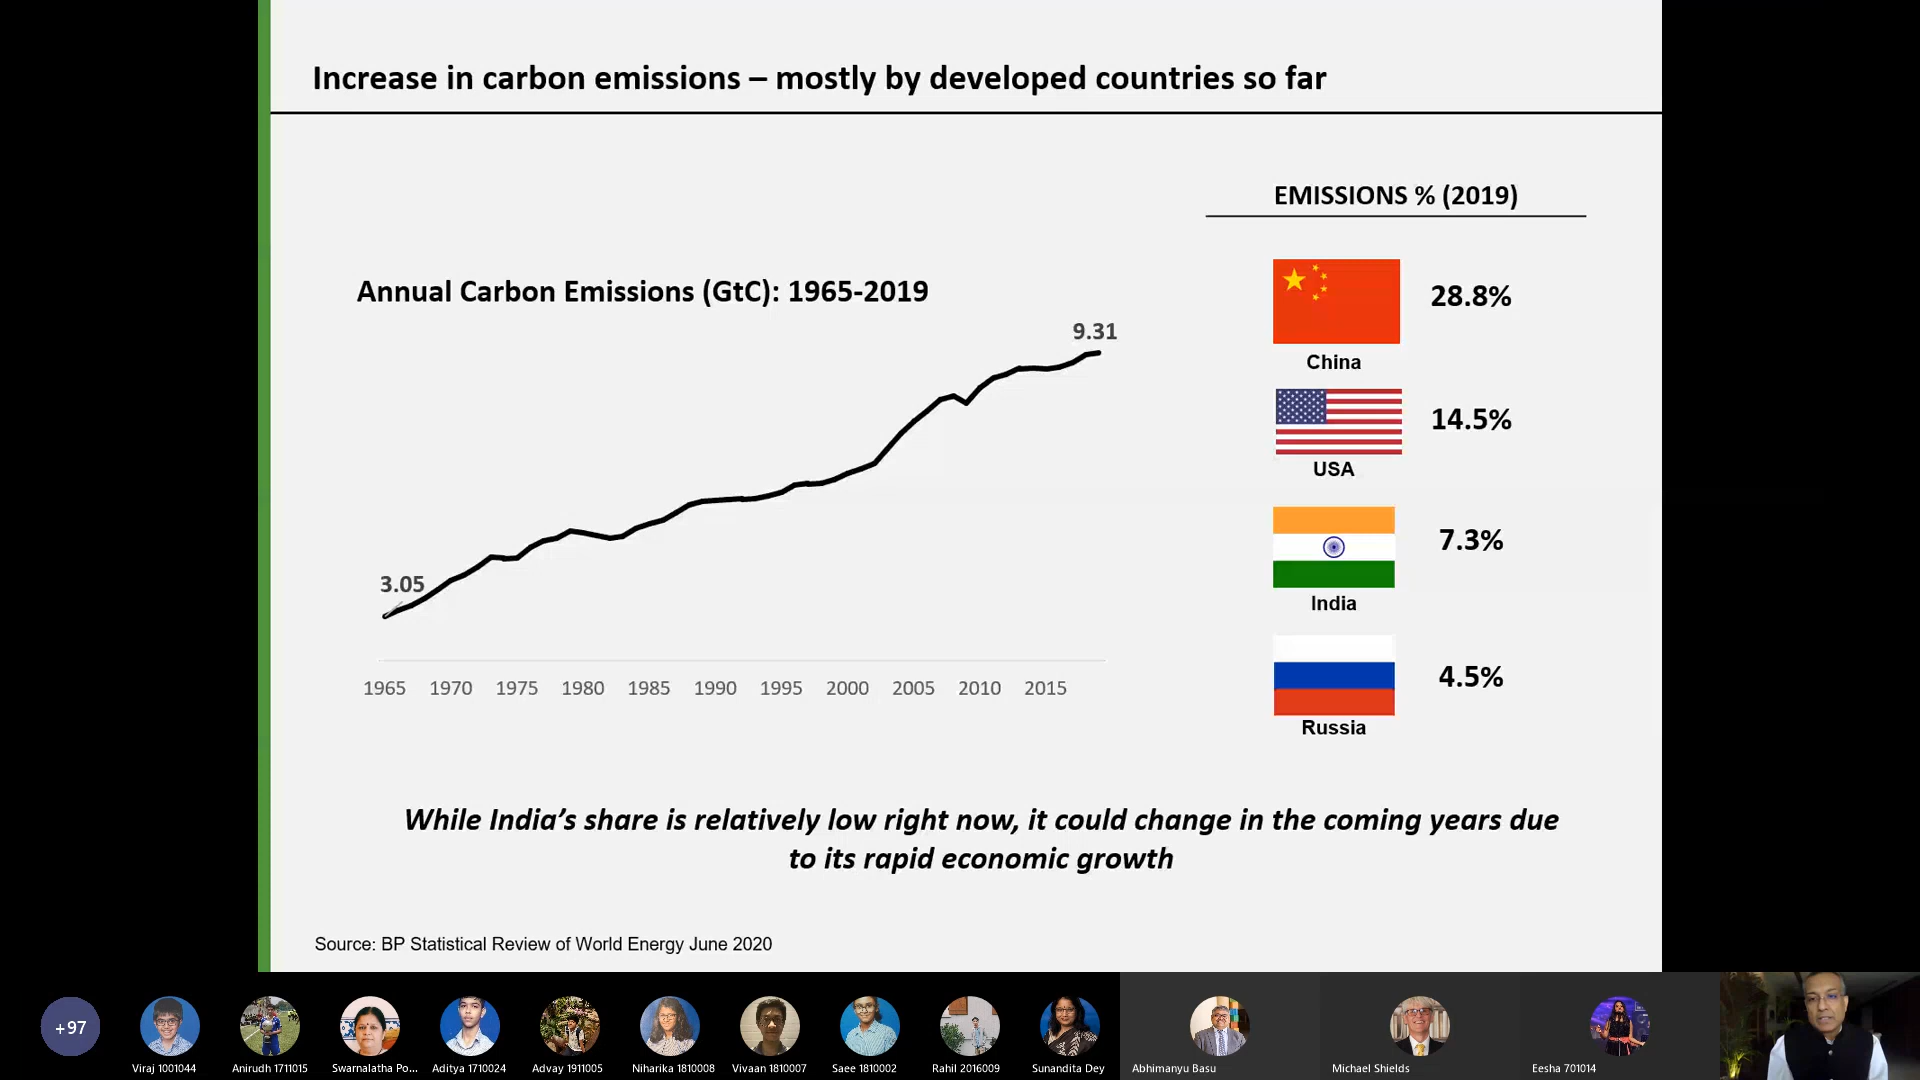 Increase in carbon emissions – mostly by developed countries so far
EMISSIONS % (2019)
Annual Carbon Emissions (GtC): 1965-2019
9.31
3.05
1965 1970 1975 1980 1985 1990 1995 2000 2005 2010 2015
28.8%
China
14.5%
USA
7.3%
India
4.5%
Russia
While India’s share is relatively low right now, it could change in the coming years due
to its rapid economic growth
Source: BP Statistical Review of World Energy June 2020
+97
Viraj 1001044
Anirudh 1711015
Swarnalatha Po...
Aditya 1710024
Advay 1911005
Niharika 1810008
Vivaan 1810007
Saee 1810002
Rahil 2016009
Sunandita Dey
Abhimanyu Basu
Michael Shields
Eesha 701014